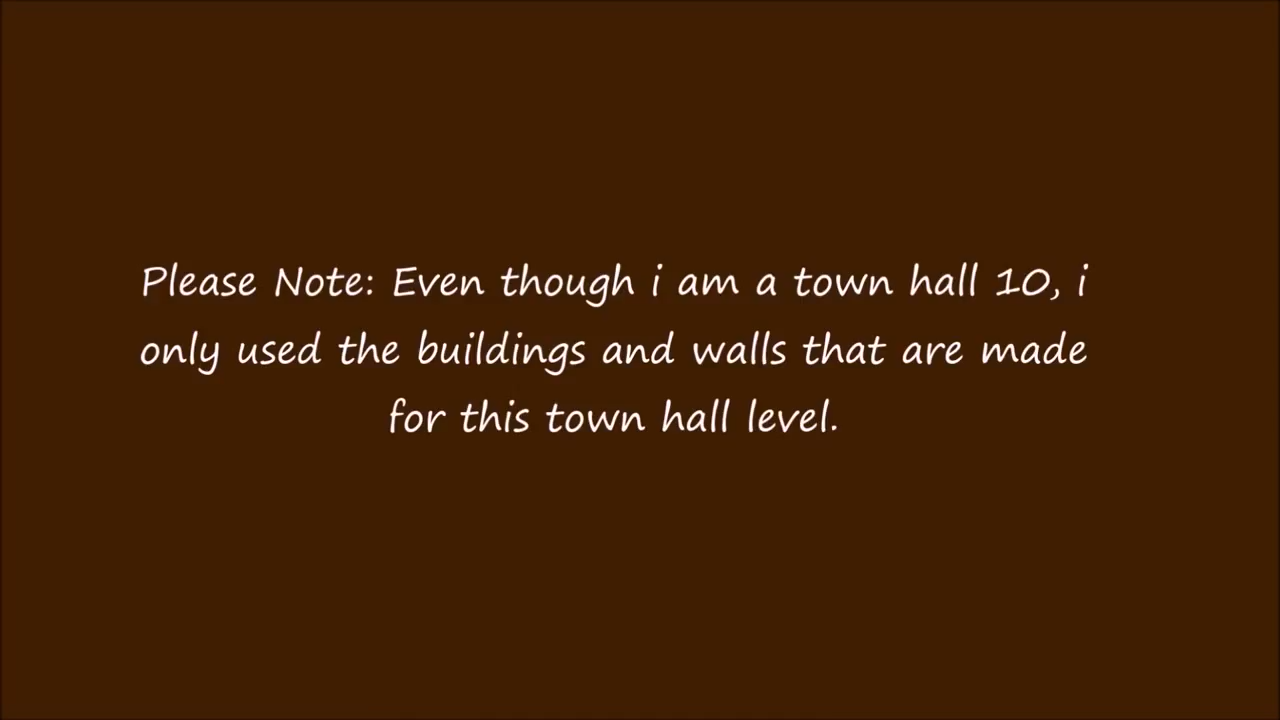 Please Note: Even though i am a town hall 10, i
only used the buildings and walls that are made
for this town hall level.